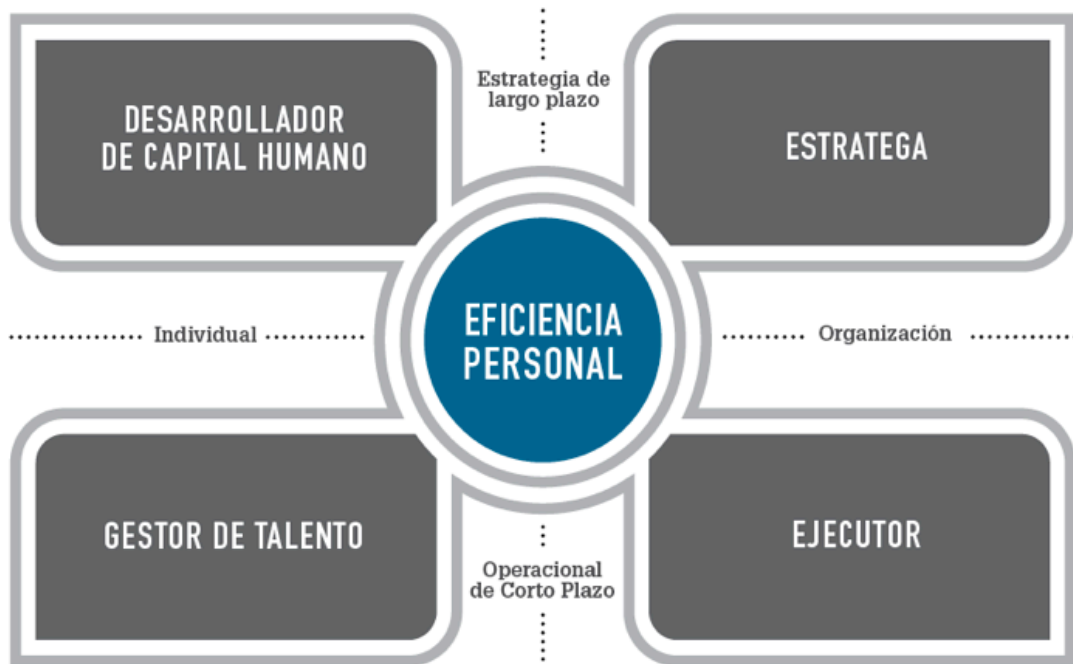 Estrategia de
largo plazo
DESARROLLADOR
DE CAPITAL HUMANO
ESTRATEGA
Individual
EFICIENCIA
PERSONAL
Organización
GESTOR DE TALENTO
EJECUTOR
Operacional
de Corto Plazo